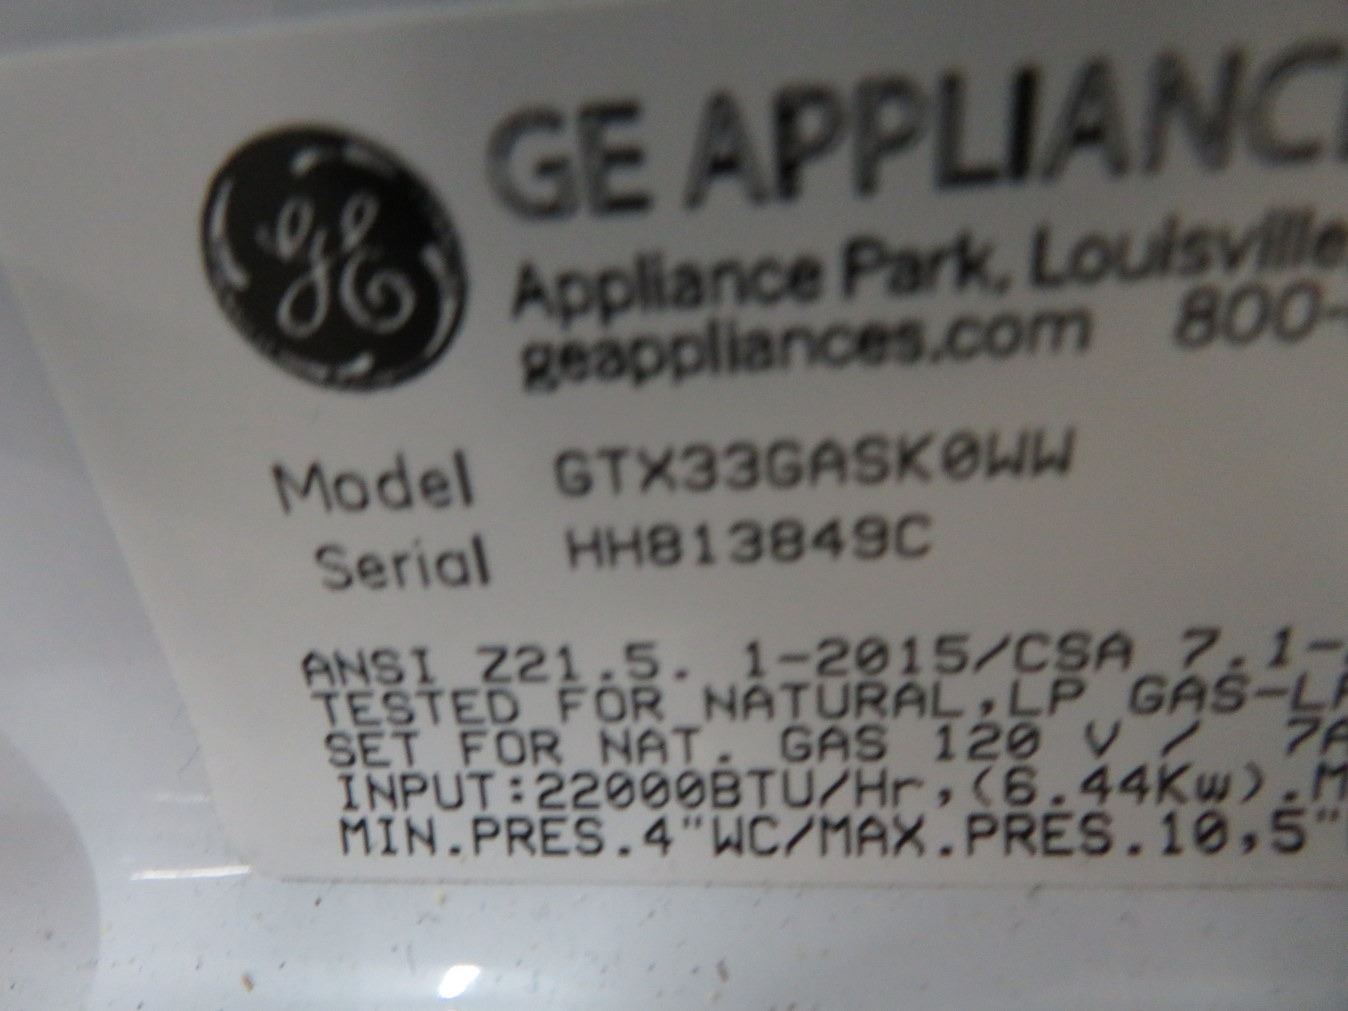 GE
GE APPLIANC
Appliance Park, Louisville
geappliances.com 800-
Model GTX33GASK0WW
Serial HH813849C
ANSI Z21.5. 1-2015/CSA 7.1-
TESTED FOR NATURAL,LP GAS-LP
SET FOR NAT. GAS 120 V / 7A
INPUT:22000BTU/Hr,(6.44Kw).M
MIN.PRES.4"WC/MAX.PRES.10,5"